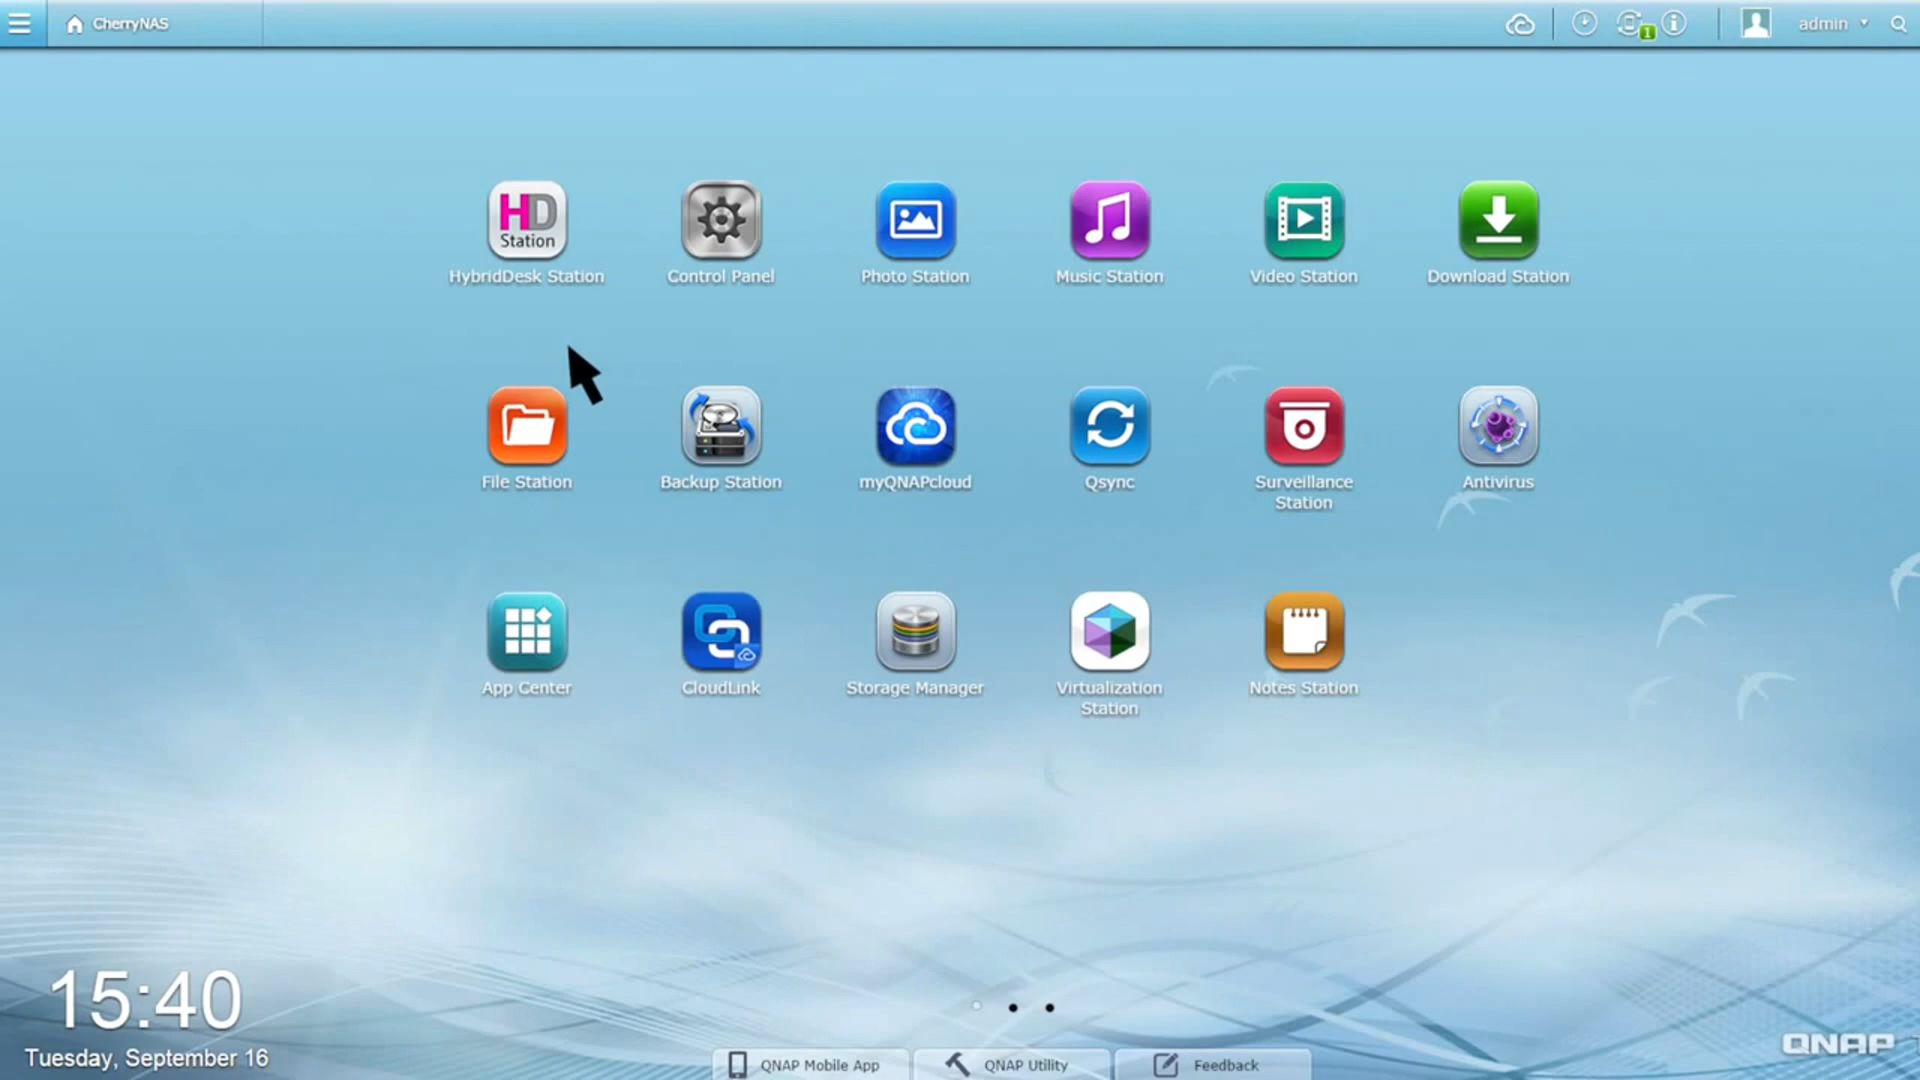 CherryNAS
1
admin
HD
Station
HybridDesk Station
Control Panel
Photo Station
Music Station
Video Station
Download Station
File Station
Backup Station
myQNAPcloud
Qsync
Surveillance
Station
Antivirus
App Center
CloudLink
Storage Manager
Virtualization
Station
Notes Station
15:40
Tuesday, September 16
QNAP Mobile App
QNAP Utility
Feedback
QNAP